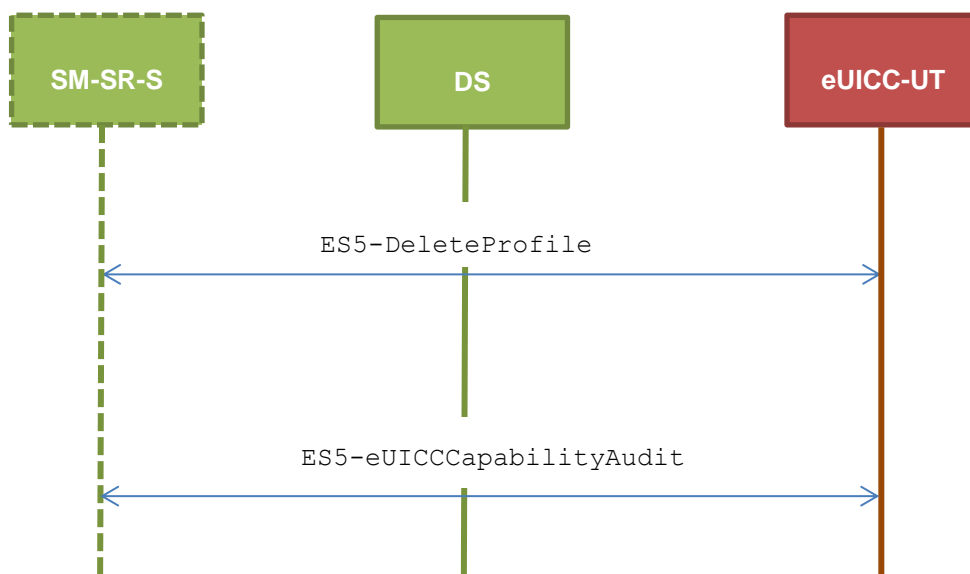 SM-SR-S
DS
eUICC-UT
ES5-DeleteProfile
ES5-eUICCCapabilityAudit